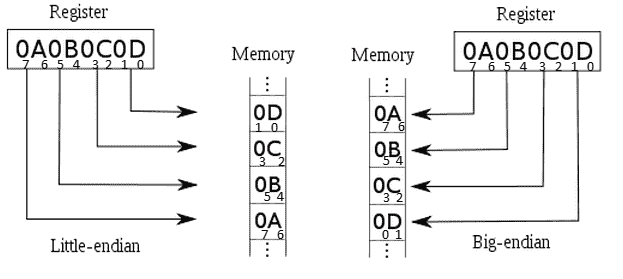 Register
0A0B0C0D
7 6 5 4 3 2 1 0
Memory
⋮
0D
1 0
0C
3 2
0B
5 4
0A
7 6
⋮
Little-endian
Register
0A0B0C0D
7 6 5 4 3 2 1 0
Memory
⋮
0A
7 6
0B
5 4
0C
3 2
0D
0 1
⋮
Big-endian